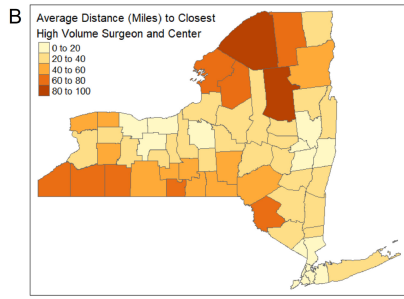 B
Average Distance (Miles) to Closest
High Volume Surgeon and Center
0 to 20
20 to 40
40 to 60
60 to 80
80 to 100